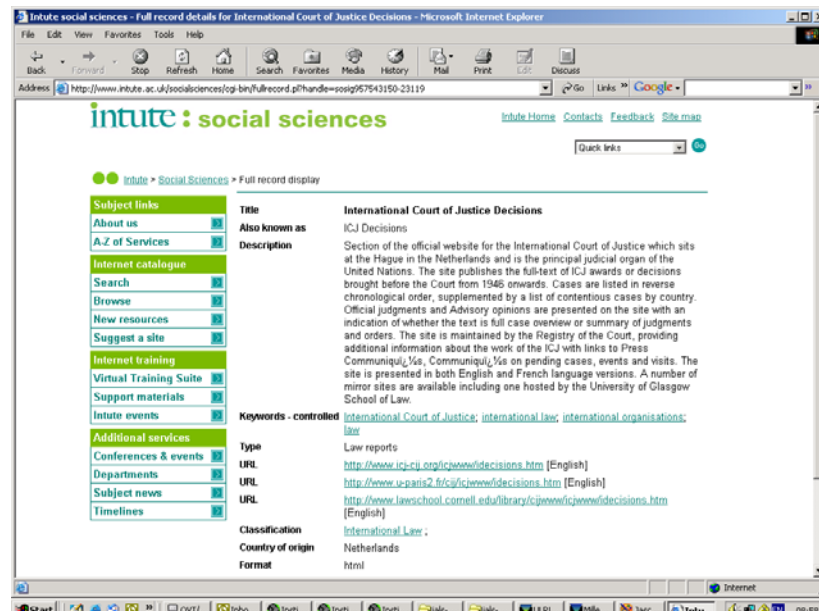 Intute social sciences - Full record details for International Court of Justice Decisions - Microsoft Internet Explorer
File Edit View Favorites Tools Help
Back Forward Stop Refresh Home Search Favorites Media History Mail Print Edit Discuss
Address http://www.intute.ac.uk/socialsciences/cgi-bin/fullrecord.pl?handle=sosig957543150-23119 Go Links » Google
intute: social sciences
Intute Home Contacts Feedback Site map
Quick links Go
Intute > Social Sciences > Full record display
Subject links
About us
A-Z of Services
Internet catalogue
Search
Browse
New resources
Suggest a site
Internet training
Virtual Training Suite
Support materials
Intute events
Additional services
Conferences & events
Departments
Subject news
Timelines
Title International Court of Justice Decisions
Also known as ICJ Decisions
Description Section of the official website for the International Court of Justice which sits
at the Hague in the Netherlands and is the principal judicial organ of the
United Nations. The site publishes the full-text of ICJ awards or decisions
brought before the Court from 1946 onwards. Cases are listed in reverse
chronological order, supplemented by a list of contentious cases by country.
Official judgments and Advisory opinions are presented on the site with an
indication of whether the text is full case overview or summary of judgments
and orders. The site is maintained by the Registry of the Court, providing
additional information about the work of the ICJ with links to Press
Communiqui¿½s, Communiqui¿½s on pending cases, events and visits. The
site is presented in both English and French language versions. A number of
mirror sites are available including one hosted by the University of Glasgow
School of Law.
Keywords - controlled International Court of Justice; international law; international organisations;
law
Type Law reports
URL http://www.icj-cij.org/icjwww/idecisions.htm [English]
URL http://www.u-paris2.fr/cij/icjwww/idecisions.htm [English]
URL http://www.lawschool.cornell.edu/library/cijwww/icjwww/idecisions.htm
[English]
Classification International Law ;
Country of origin Netherlands
Format html
Internet
Start